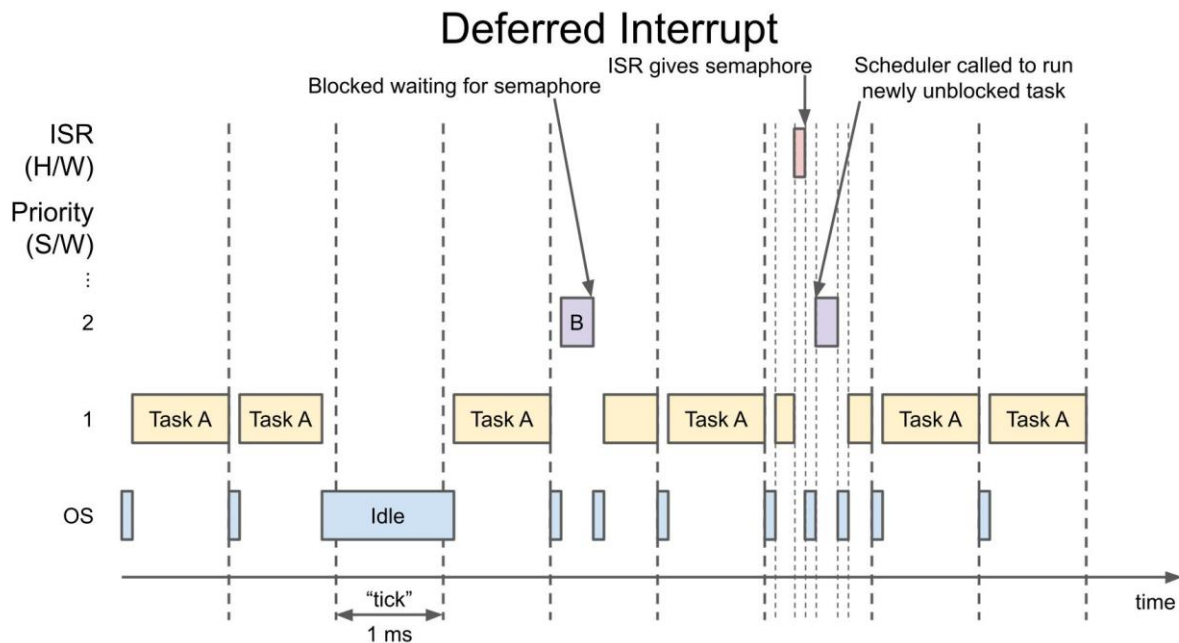 Deferred Interrupt
Blocked waiting for semaphore
ISR gives semaphore
Scheduler called to run
newly unblocked task
ISR
(H/W)
Priority
(S/W)
⋮
2
B
1
Task A
Task A
Task A
Task A
Task A
Task A
OS
Idle
“tick”
1 ms
time